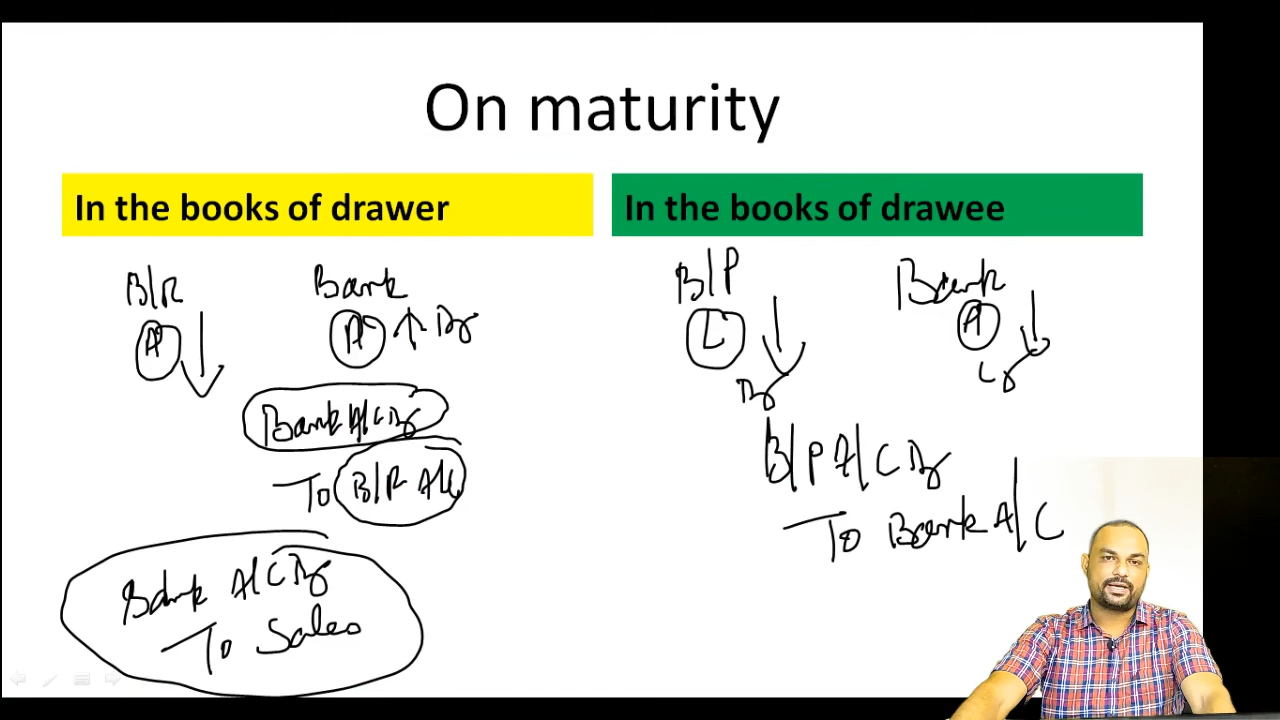 On maturity
In the books of drawer
B/R Bank
A A Dr
Bank A/C Dr
To B/R A/C
Bank A/C Dr
To Sales
In the books of drawee
B/P Bank
L A
Dr Cr
B/P A/C Dr
To Bank A/C